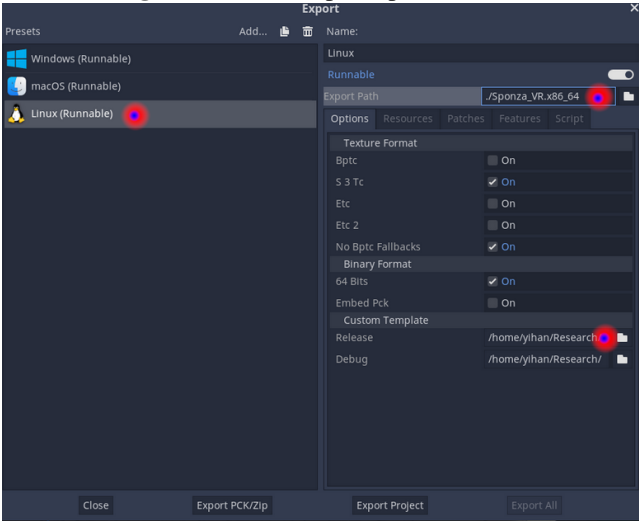 Export
Presets
Add...
Name:
Windows (Runnable)
macOS (Runnable)
Linux (Runnable)
Linux
Runnable
Export Path
./Sponza_VR.x86_64
Options Resources Patches Features Script
Texture Format
Bptc On
S 3 Tc On
Etc On
Etc 2 On
No Bptc Fallbacks On
Binary Format
64 Bits On
Embed Pck On
Custom Template
Release /home/yihan/Research/
Debug /home/yihan/Research/
Close Export PCK/Zip Export Project Export All